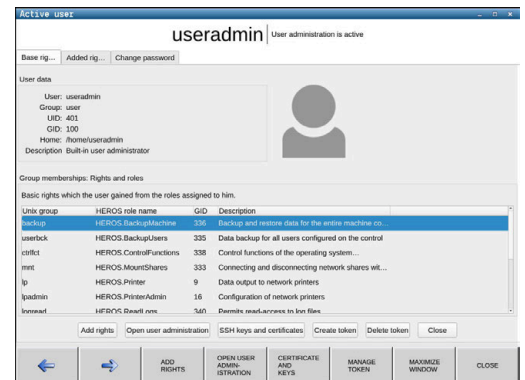 Active user
useradmin User administration is active
Base rig... Added rig... Change password
User data
User: useradmin
Group: user
UID: 401
GID: 100
Home: /home/useradmin
Description Built-in user administrator
Group memberships: Rights and roles
Basic rights which the user gained from the roles assigned to him.
Unix group HEROS role name GID Description
backup HEROS.BackupMachine 336 Backup and restore data for the entire machine co...
userbck HEROS.BackupUsers 335 Data backup for all users configured on the control
ctrlfct HEROS.ControlFunctions 338 Control functions of the operating system...
mnt HEROS.MountShares 333 Connecting and disconnecting network shares wit...
lp HEROS.Printer 9 Data output to network printers
lpadmin HEROS.PrinterAdmin 16 Configuration of network printers
logread HEROS.ReadLogs 340 Permits read-access to log files
Add rights Open user administration SSH keys and certificates Create token Delete token Close
ADD RIGHTS
OPEN USER ADMIN-ISTRATION
CERTIFICATE AND KEYS
MANAGE TOKEN
MAXIMIZE WINDOW
CLOSE